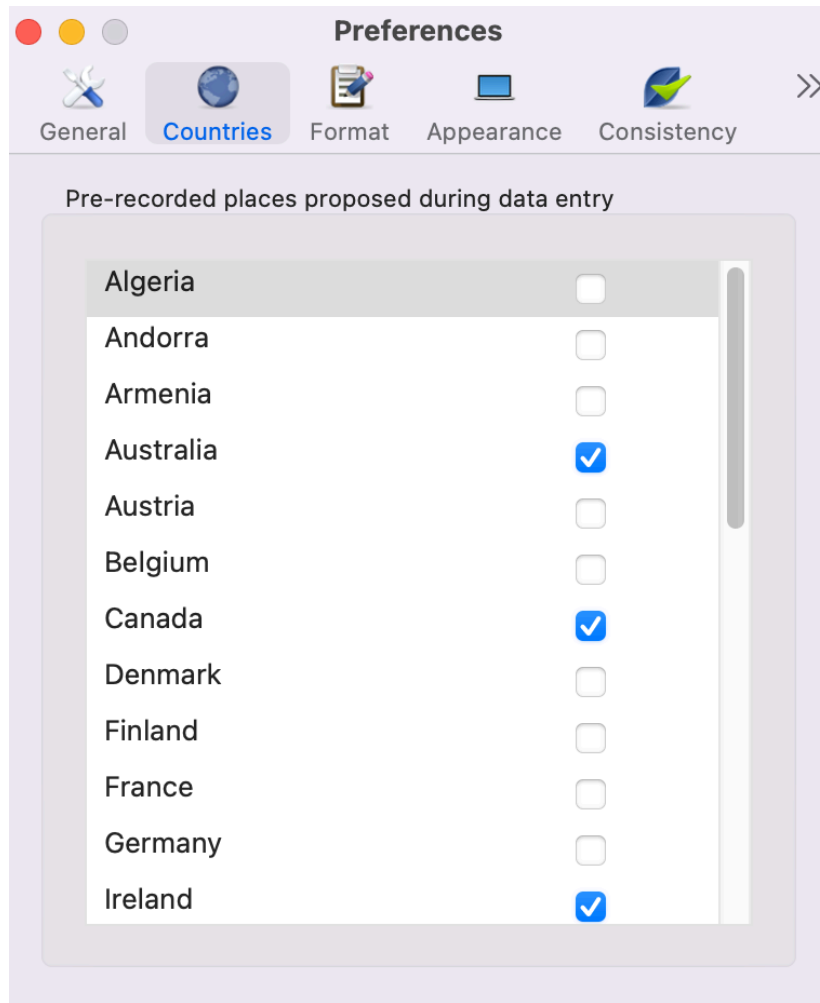 Preferences
General Countries Format Appearance Consistency
Pre-recorded places proposed during data entry
Algeria
Andorra
Armenia
Australia
Austria
Belgium
Canada
Denmark
Finland
France
Germany
Ireland